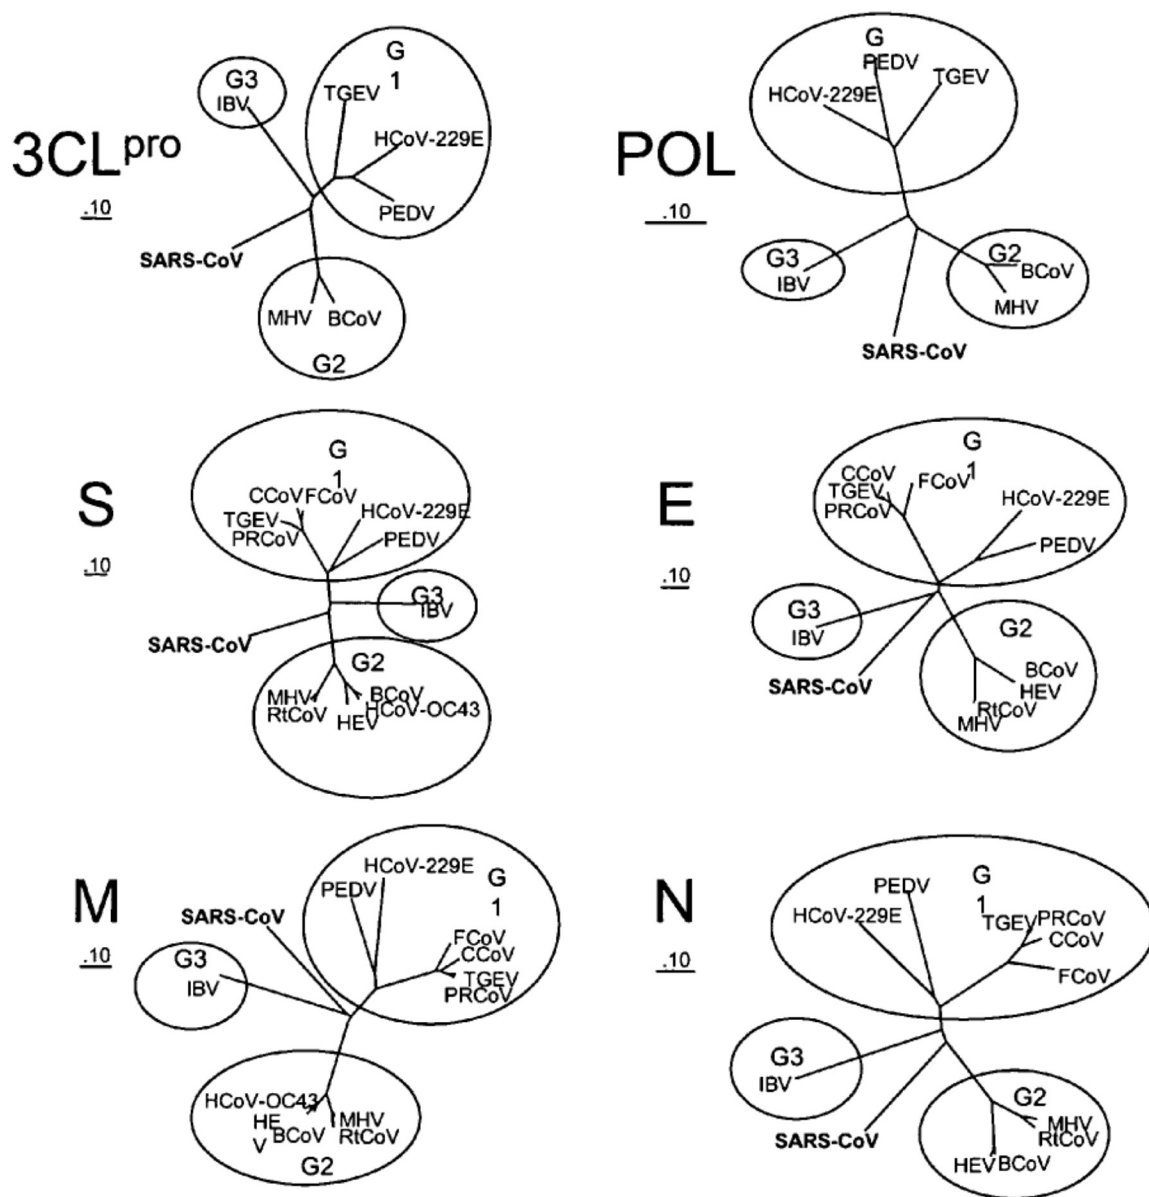 3CLpro
.10
G3
IBV
G
1
TGEV
HCoV-229E
PEDV
SARS-CoV
MHV
BCoV
G2
POL
.10
G
PEDV
HCoV-229E
TGEV
G3
IBV
G2
BCoV
MHV
SARS-CoV
S
.10
G
1
CCoV
FCoV
TGEV
PRCoV
HCoV-229E
PEDV
G3
IBV
SARS-CoV
G2
MHV
RtCoV
BCoV
HCoV-OC43
HEV
E
.10
G
1
CCoV
FCoV
TGEV
PRCoV
HCoV-229E
PEDV
G3
IBV
SARS-CoV
G2
BCoV
HEV
RtCoV
MHV
M
.10
HCoV-229E
PEDV
G
1
SARS-CoV
FCoV
CCoV
TGEV
PRCoV
G3
IBV
HCoV-OC43
HE
V
BCoV
MHV
RtCoV
G2
N
.10
G
1
PEDV
HCoV-229E
TGEV
PRCoV
CCoV
FCoV
G3
IBV
SARS-CoV
G2
MHV
RtCoV
HEV
BCoV